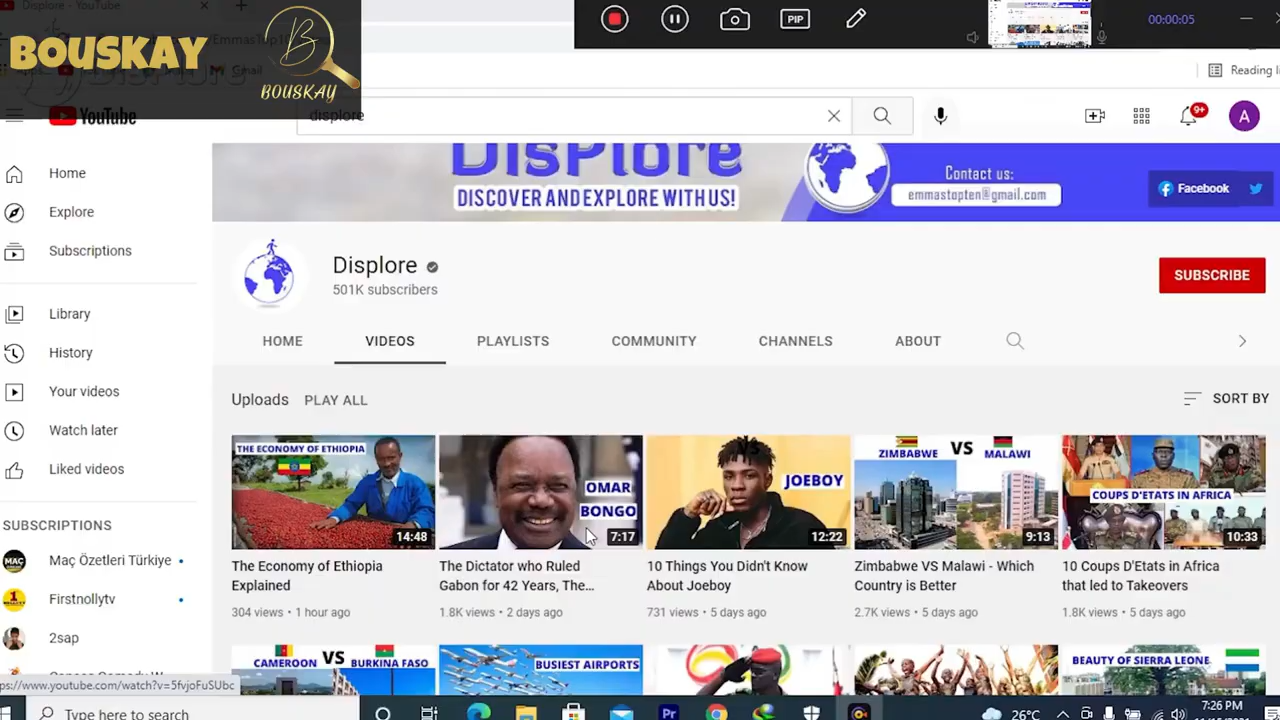 Displore - YouTube
BOUSKAY
BOUSKAY
Gmail
PIP
00:00:05
YouTube
displore
Reading li
9+
A
Home
Explore
Subscriptions
Library
History
Your videos
Watch later
Liked videos
SUBSCRIPTIONS
Maç Özetleri Türkiye
Firstnollytv
2sap
DisPlore
DISCOVER AND EXPLORE WITH US!
Contact us:
emmastopten@gmail.com
Facebook
Displore
501K subscribers
SUBSCRIBE
HOME VIDEOS PLAYLISTS COMMUNITY CHANNELS ABOUT
Uploads PLAY ALL
SORT BY
THE ECONOMY OF ETHIOPIA
14:48
The Economy of Ethiopia
Explained
304 views • 1 hour ago
OMAR
BONGO
7:17
The Dictator who Ruled
Gabon for 42 Years, The...
1.8K views • 2 days ago
JOEBOY
12:22
10 Things You Didn't Know
About Joeboy
731 views • 5 days ago
ZIMBABWE VS MALAWI
9:13
Zimbabwe VS Malawi - Which
Country is Better
2.7K views • 5 days ago
COUPS D'ETATS IN AFRICA
10:33
10 Coups D'Etats in Africa
that led to Takeovers
1.8K views • 5 days ago
CAMEROON VS BURKINA FASO
BUSIEST AIRPORTS
BEAUTY OF SIERRA LEONE
ps://www.youtube.com/watch?v=5fvjoFuSUbc
Type here to search
Pr
26°C
7:26 PM